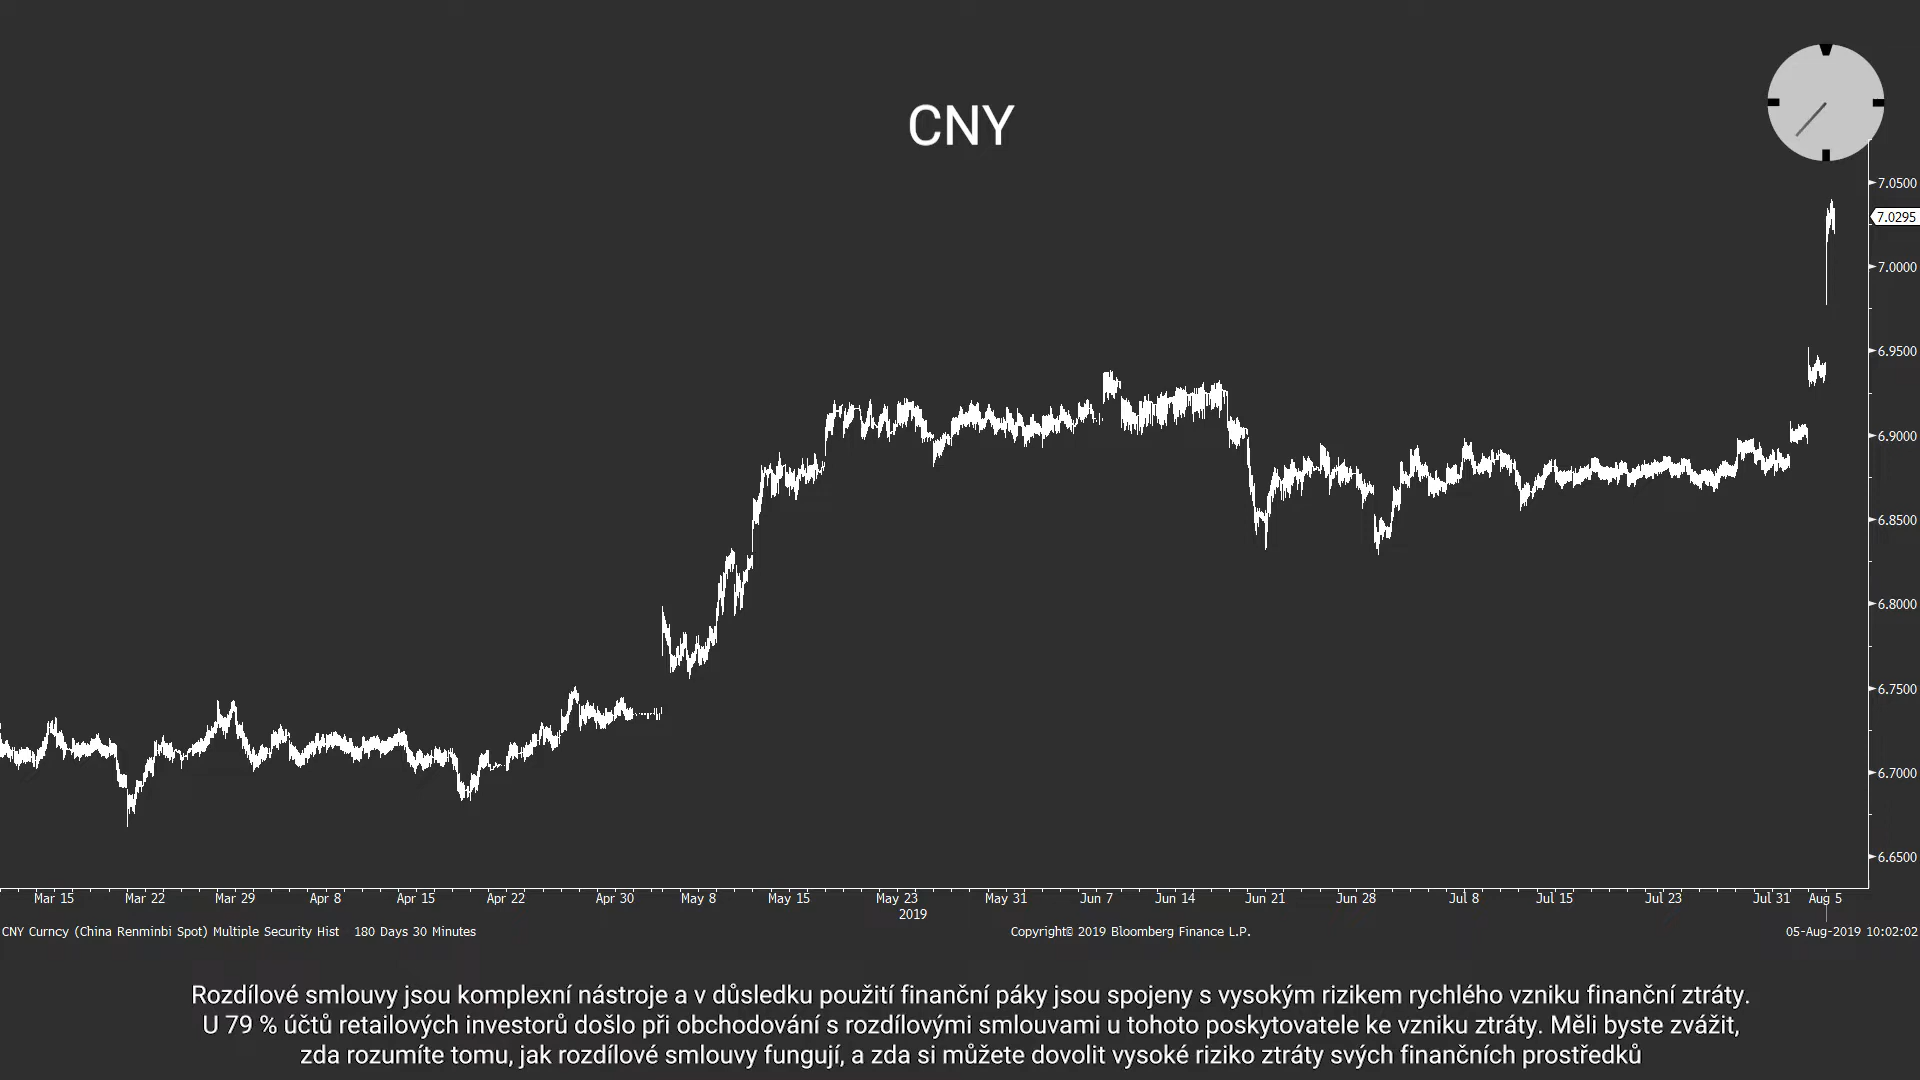 CNY
7.0500
7.0295
7.0000
6.9500
6.9000
6.8500
6.8000
6.7500
6.7000
6.6500
Mar 15 Mar 22 Mar 29 Apr 8 Apr 15 Apr 22 Apr 30 May 8 May 15 May 23 May 31 Jun 7 Jun 14 Jun 21 Jun 28 Jul 8 Jul 15 Jul 23 Jul 31 Aug 5
2019
CNY Curncy (China Renminbi Spot) Multiple Security Hist 180 Days 30 Minutes Copyright© 2019 Bloomberg Finance L.P. 05-Aug-2019 10:02:02
Rozdílové smlouvy jsou komplexní nástroje a v důsledku použití finanční páky jsou spojeny s vysokým rizikem rychlého vzniku finanční ztráty.
U 79 % účtů retailových investorů došlo při obchodování s rozdílovými smlouvami u tohoto poskytovatele ke vzniku ztráty. Měli byste zvážit,
zda rozumíte tomu, jak rozdílové smlouvy fungují, a zda si můžete dovolit vysoké riziko ztráty svých finančních prostředků